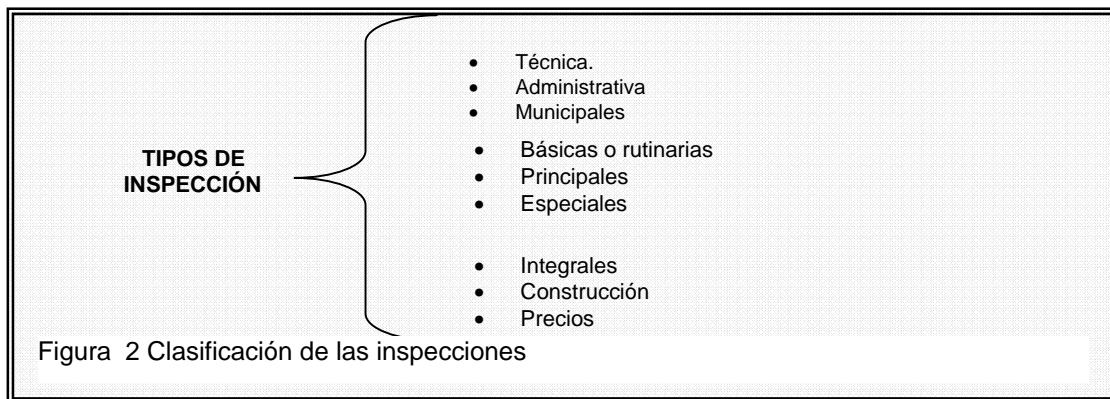 TIPOS DE
INSPECCIÓN
• Técnica.
• Administrativa
• Municipales
• Básicas o rutinarias
• Principales
• Especiales
• Integrales
• Construcción
• Precios
Figura 2 Clasificación de las inspecciones